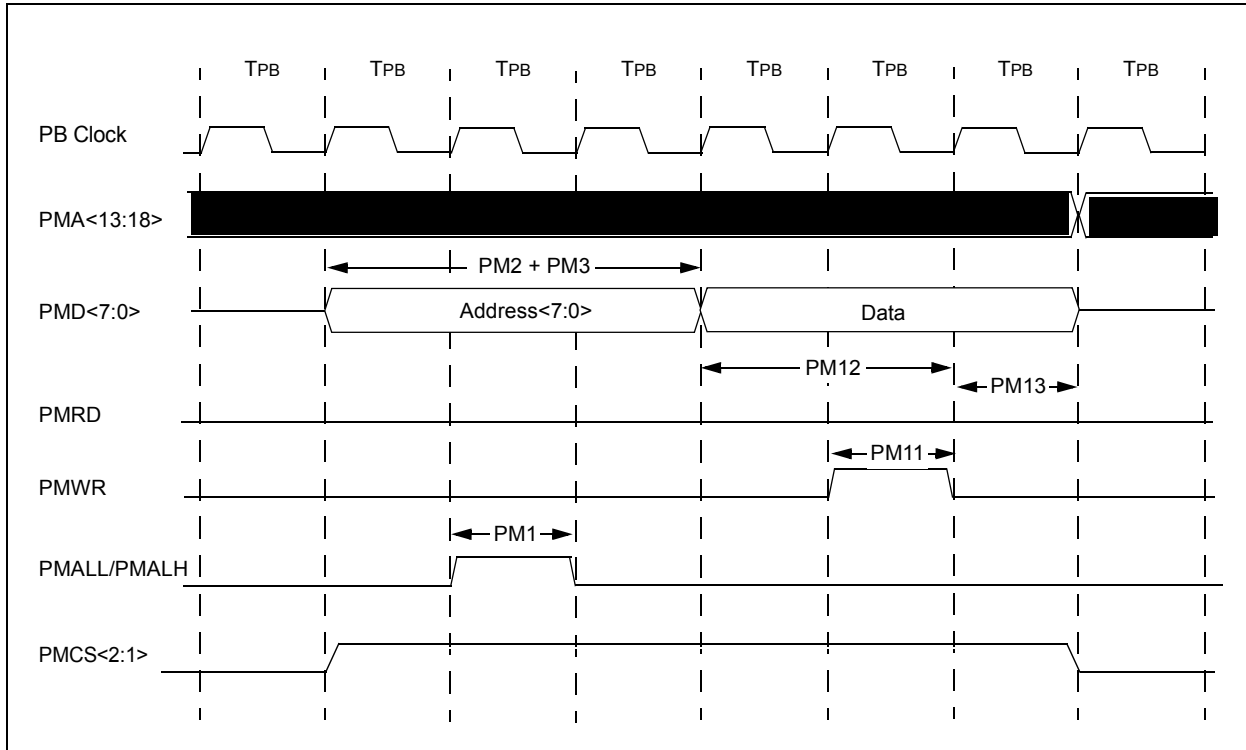 TPB TPB TPB TPB TPB TPB TPB TPB
PB Clock
PMA<13:18>
PM2 + PM3
PMD<7:0>
Address<7:0>
Data
PM12
PM13
PMRD
PM11
PMWR
PM1
PMALL/PMALH
PMCS<2:1>